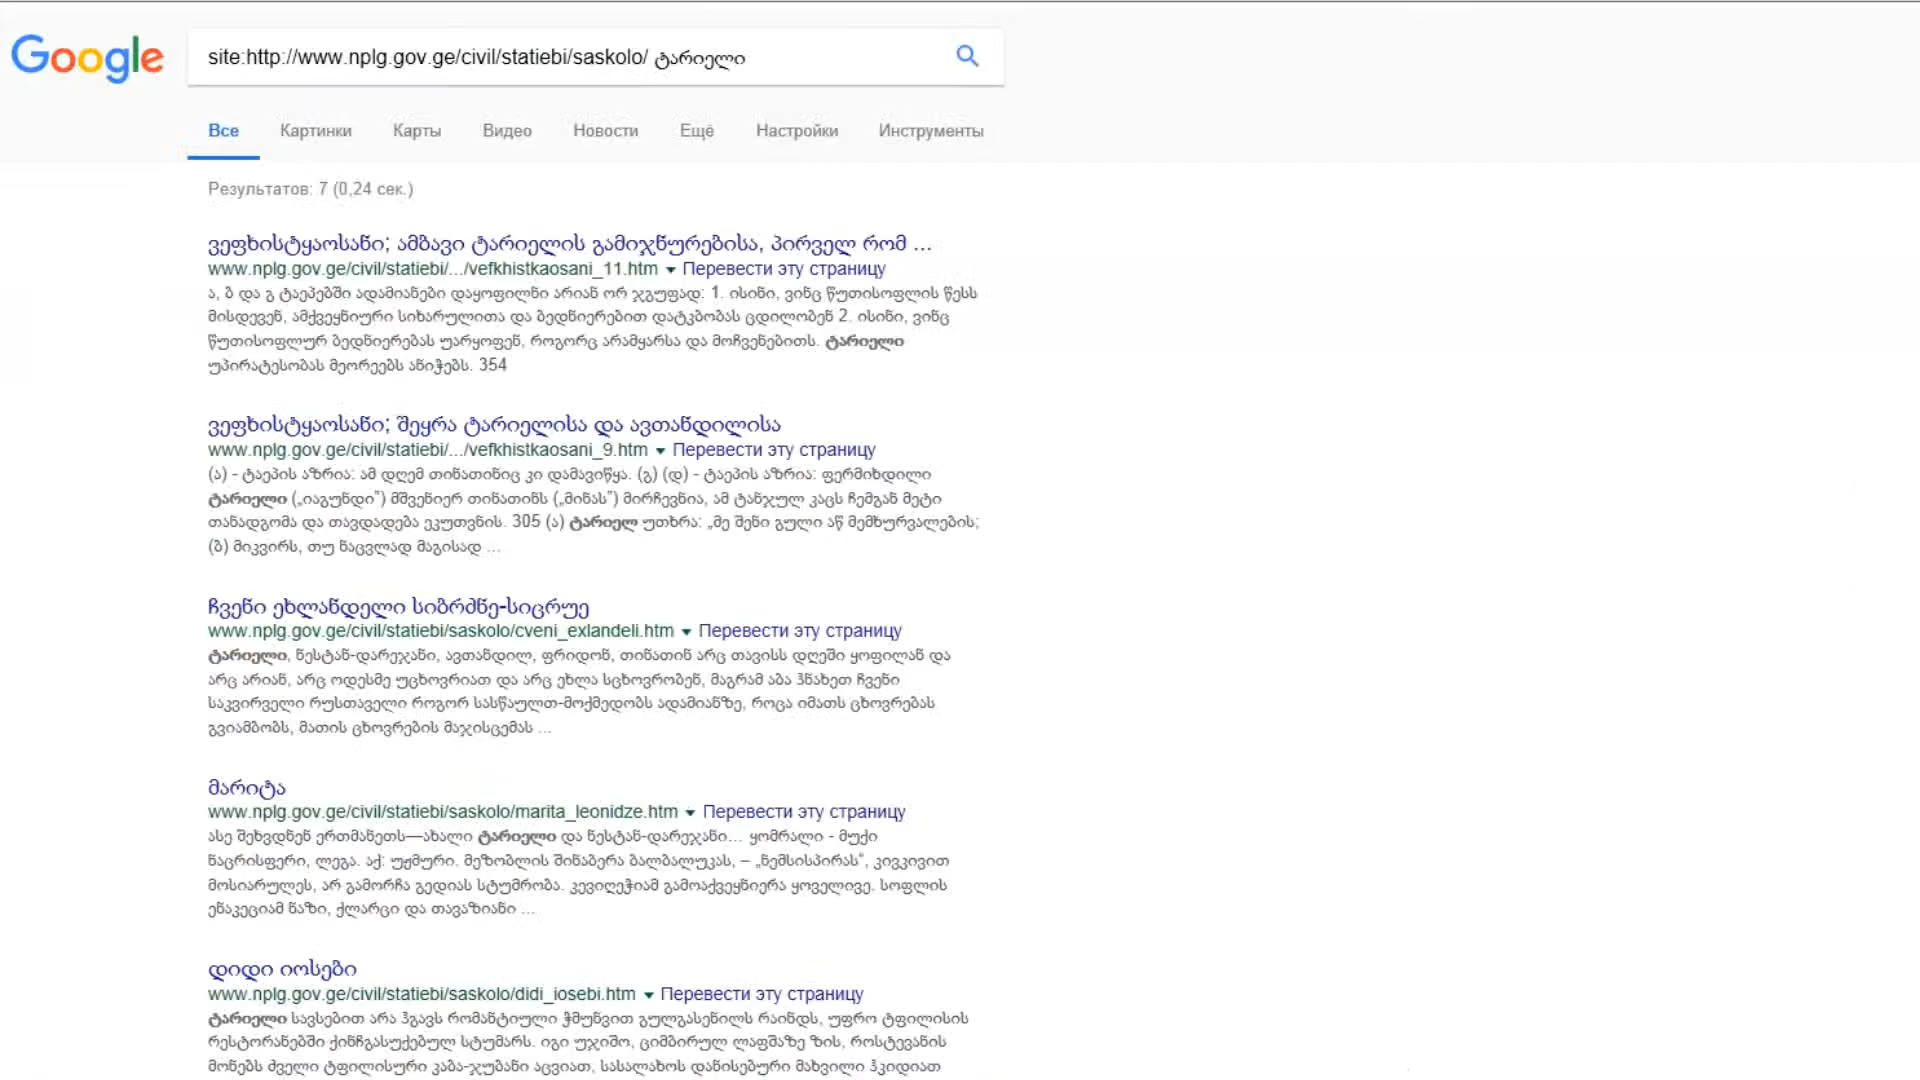 Google
site:http://www.nplg.gov.ge/civil/statiebi/saskolo/ ტარიელი
Все Картинки Карты Видео Новости Ещё Настройки Инструменты
Результатов: 7 (0,24 сек.)
ვეფხისტყაოსანი; ამბავი ტარიელის გამიჯნურებისა, პირველ რომ ...
www.nplg.gov.ge/civil/statiebi/.../vefkhistkaosani_11.htm Перевести эту страницу
ა, ბ და გ ტაეპებში ადამიანები დაყოფილნი არიან ორ ჯგუფად: 1. ისინი, ვინც წუთისოფლის წესს
მისდევენ, ამქვეყნიური სიხარულითა და ბედნიერებით დატკბობას ცდილობენ 2. ისინი, ვინც
წუთისოფლურ ბედნიერებას უარყოფენ, როგორც არამყარსა და მოჩვენებითს. ტარიელი
უპირატესობას მეორეებს ანიჭებს. 354
ვეფხისტყაოსანი; შეყრა ტარიელისა და ავთანდილისა
www.nplg.gov.ge/civil/statiebi/.../vefkhistkaosani_9.htm Перевести эту страницу
(ა) - ტაეპის აზრია: ამ დღემ თინათინიც კი დამავიწყა. (გ) (დ) - ტაეპის აზრია: ფერმიხდილი
ტარიელი („იაგუნდი”) მშვენიერ თინათინს („მინას”) მირჩევნია, ამ ტანჯულ კაცს ჩემგან მეტი
თანადგომა და თავდადება ეკუთვნის. 305 (ა) ტარიელ უთხრა: „მე შენი გული აწ მემხურვალების;
(ბ) მიკვირს, თუ ნაცვლად მაგისად ...
ჩვენი ეხლანდელი სიბრძნე-სიცრუე
www.nplg.gov.ge/civil/statiebi/saskolo/cveni_exlandeli.htm Перевести эту страницу
ტარიელი, ნესტან-დარეჯანი, ავთანდილ, ფრიდონ, თინათინ არც თავისს დღეში ყოფილან და
არც არიან, არც ოდესმე უცხოვრიათ და არც ეხლა სცხოვრობენ, მაგრამ აბა ჰნახეთ ჩვენი
საკვირველი რუსთაველი როგორ სასწაულთ-მოქმედობს ადამიანზე, როცა იმათს ცხოვრებას
გვიამბობს, მათის ცხოვრების მაჯისცემას ...
მარიტა
www.nplg.gov.ge/civil/statiebi/saskolo/marita_leonidze.htm Перевести эту страницу
ასე შეხვდნენ ერთმანეთს—ახალი ტარიელი და ნესტან-დარეჯანი... ყომრალი - მუქი
ნაცრისფერი, ლეგა. აქ: უჟმური. მეზობლის შინაბერა ბალბალუკას, – „ნემსისპირას“, კივკივით
მოსიარულეს, არ გამორჩა გედიას სტუმრობა. კევიღეჭიამ გამოაქვეყნიერა ყოველივე. სოფლის
ენაკეციამ ნაზი, ქლარცი და თავაზიანი ...
დიდი იოსები
www.nplg.gov.ge/civil/statiebi/saskolo/didi_iosebi.htm Перевести эту страницу
ტარიელი სავსებით არა ჰგავს რომანტიული ჭმუნვით გულგასენილს რაინდს, უფრო ტფილისის
რესტორანებში ქინჩგასუქებულ სტუმარს. იგი უჯიშო, ციმბირულ ლაფშაზე ზის, როსტევანის
მონებს ძველი ტფილისური კაბა-ჯუბანი აცვიათ, სასალახოს დანისებური მახვილი ჰკიდიათ